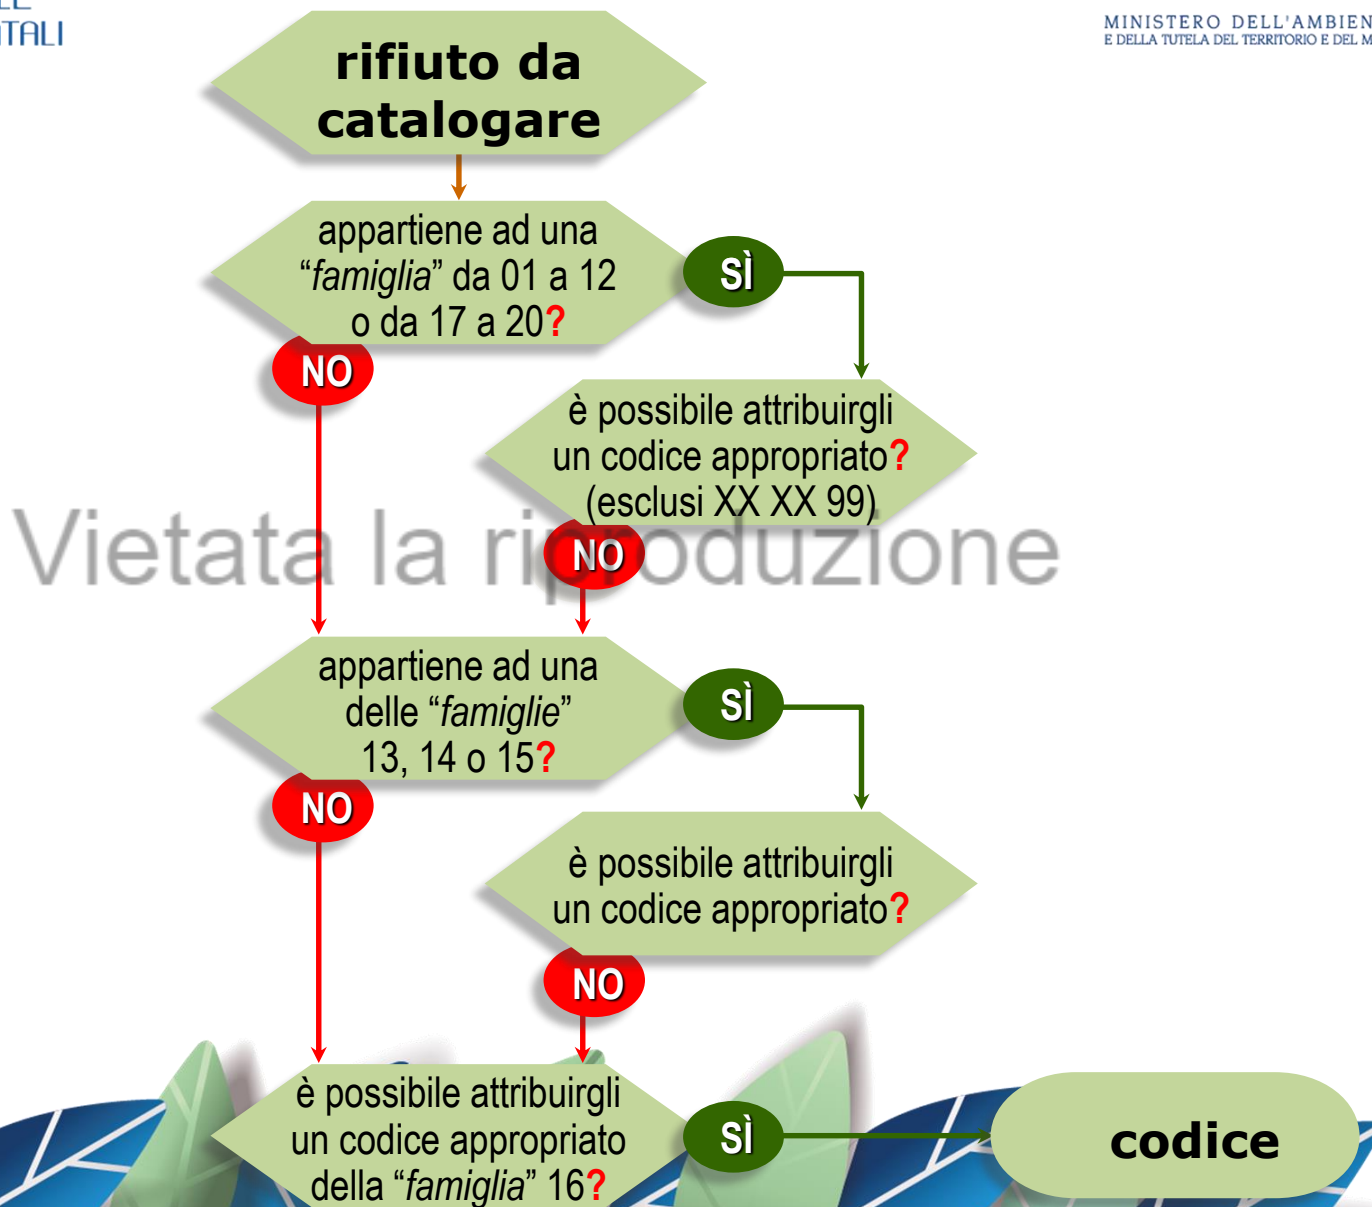 MINISTERO DELL'AMBIEN
E DELLA TUTELA DEL TERRITORIO E DEL M
rifiuto da
catalogare
appartiene ad una
“famiglia” da 01 a 12
o da 17 a 20?
SÌ
NO
è possibile attribuirgli
un codice appropriato?
(esclusi XX XX 99)
NO
Vietata la riproduzione
appartiene ad una
delle “famiglie”
13, 14 o 15?
SÌ
NO
è possibile attribuirgli
un codice appropriato?
NO
è possibile attribuirgli
un codice appropriato
della “famiglia” 16?
SÌ
codice